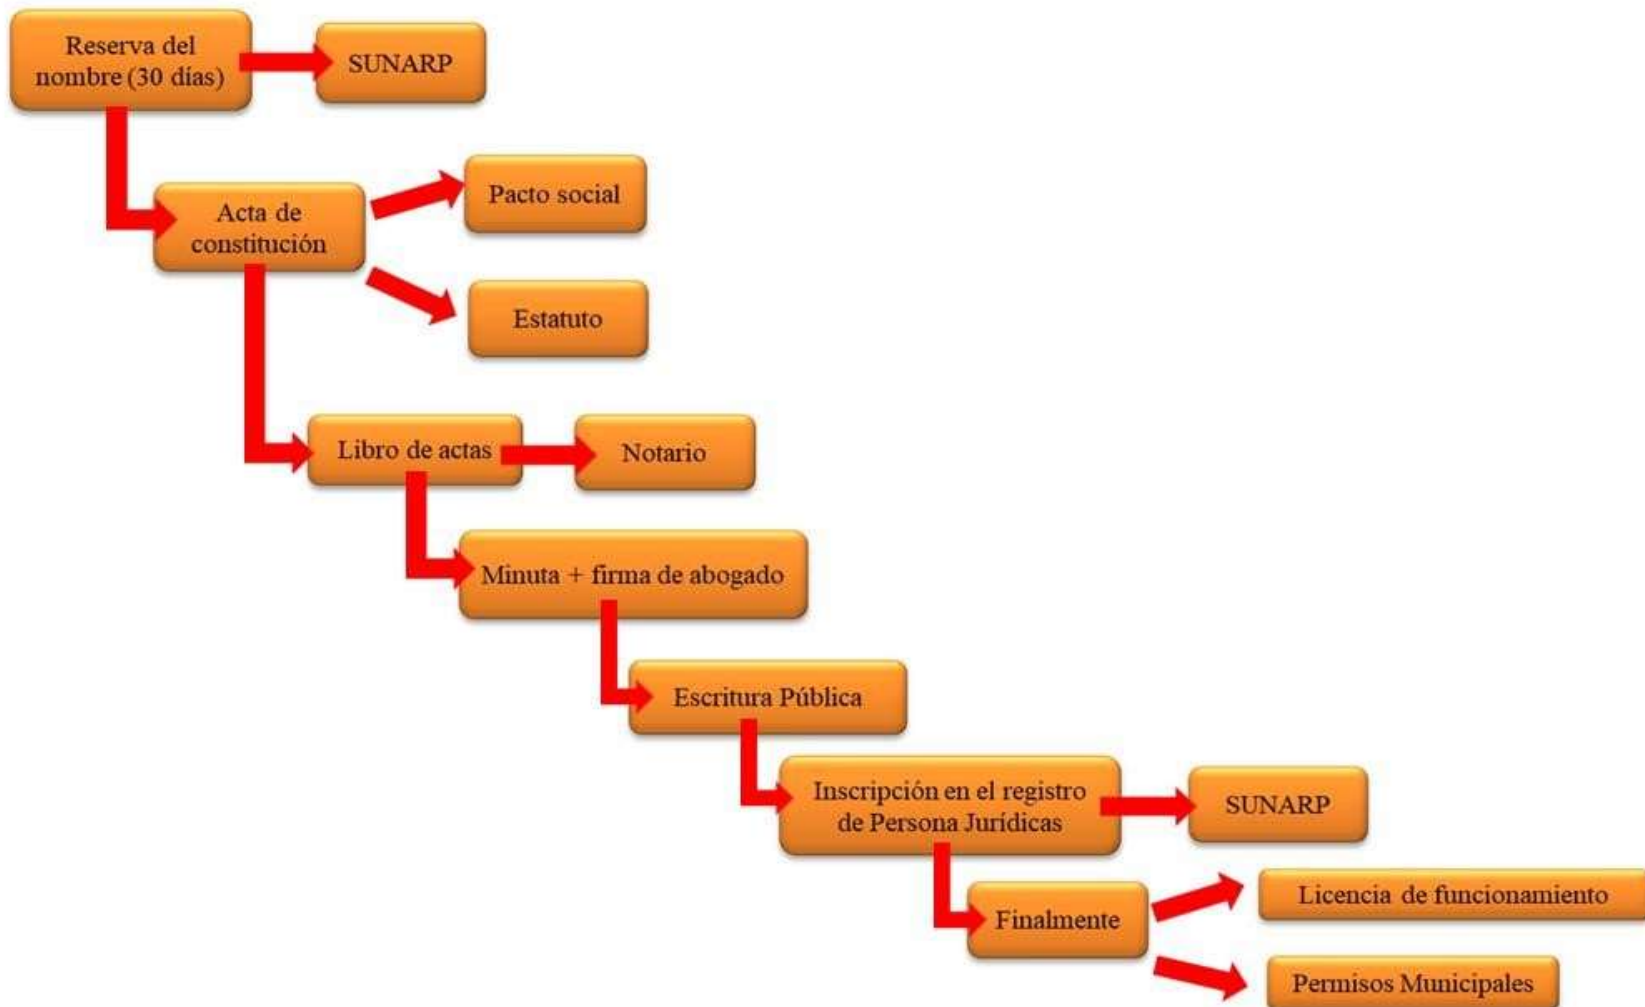 Reserva del
nombre (30 días)
SUNARP
Acta de
constitución
Pacto social
Estatuto
Libro de actas
Notario
Minuta + firma de abogado
Escritura Pública
Inscripción en el registro
de Persona Jurídicas
SUNARP
Finalmente
Licencia de funcionamiento
Permisos Municipales